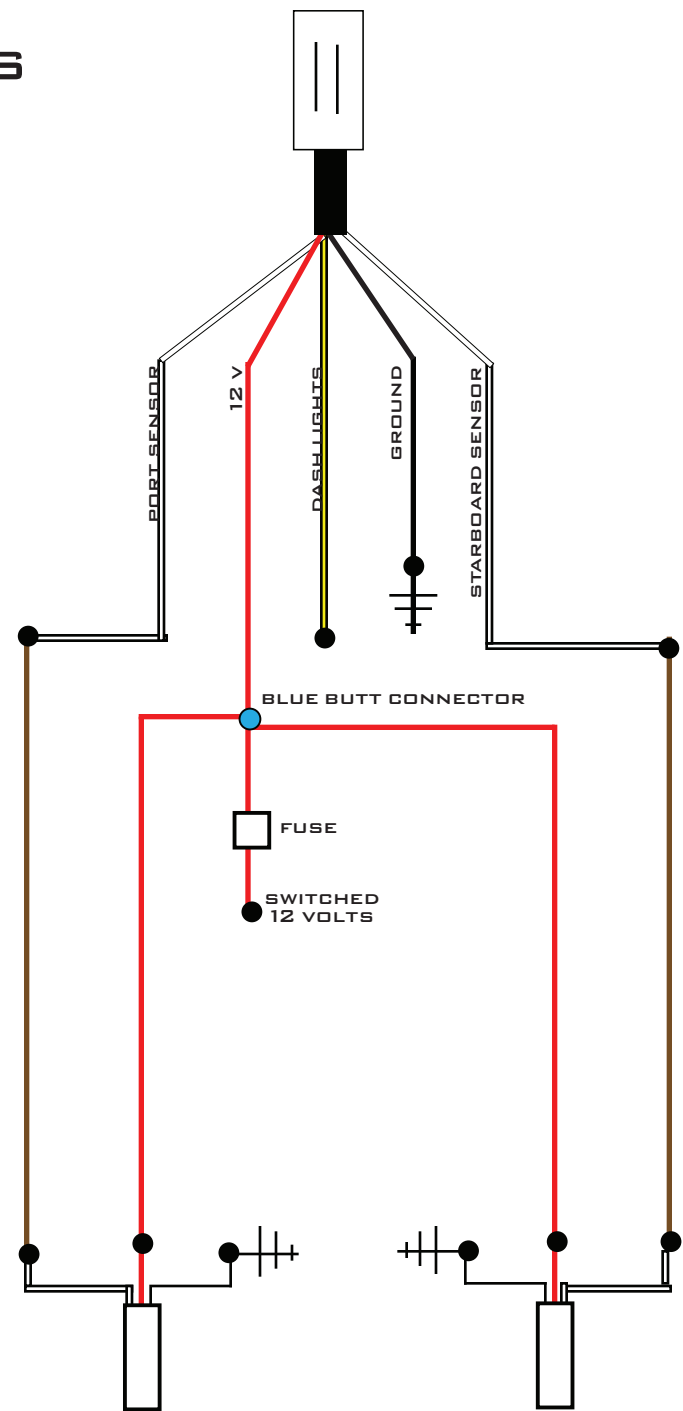 S
PORT SENSOR
12 V
DASH LIGHTS
GROUND
STARBOARD SENSOR
BLUE BUTT CONNECTOR
FUSE
SWITCHED
12 VOLTS